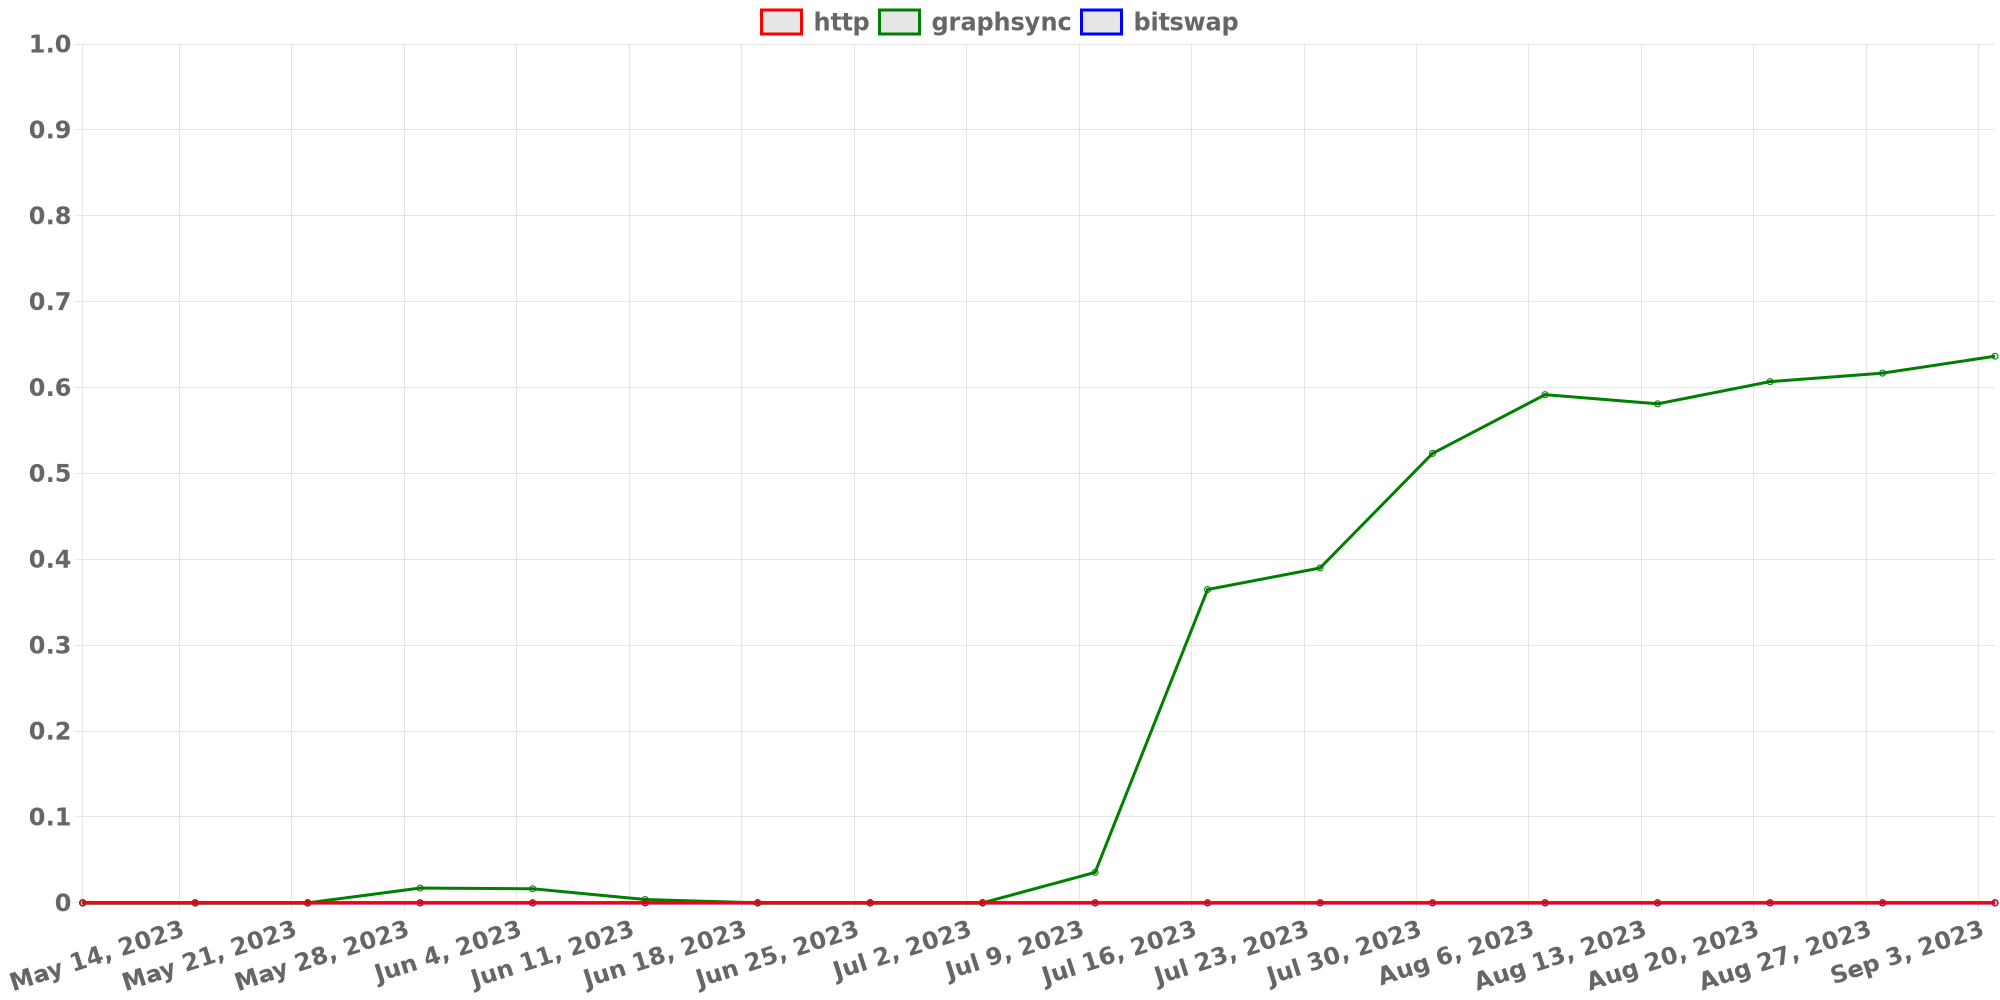 http graphsync bitswap
1.0
0.9
0.8
0.7
0.6
0.5
0.4
0.3
0.2
0.1
0
May 14, 2023
May 21, 2023
May 28, 2023
Jun 4, 2023
Jun 11, 2023
Jun 18, 2023
Jun 25, 2023
Jul 2, 2023
Jul 9, 2023
Jul 16, 2023
Jul 23, 2023
Jul 30, 2023
Aug 6, 2023
Aug 13, 2023
Aug 20, 2023
Aug 27, 2023
Sep 3, 2023